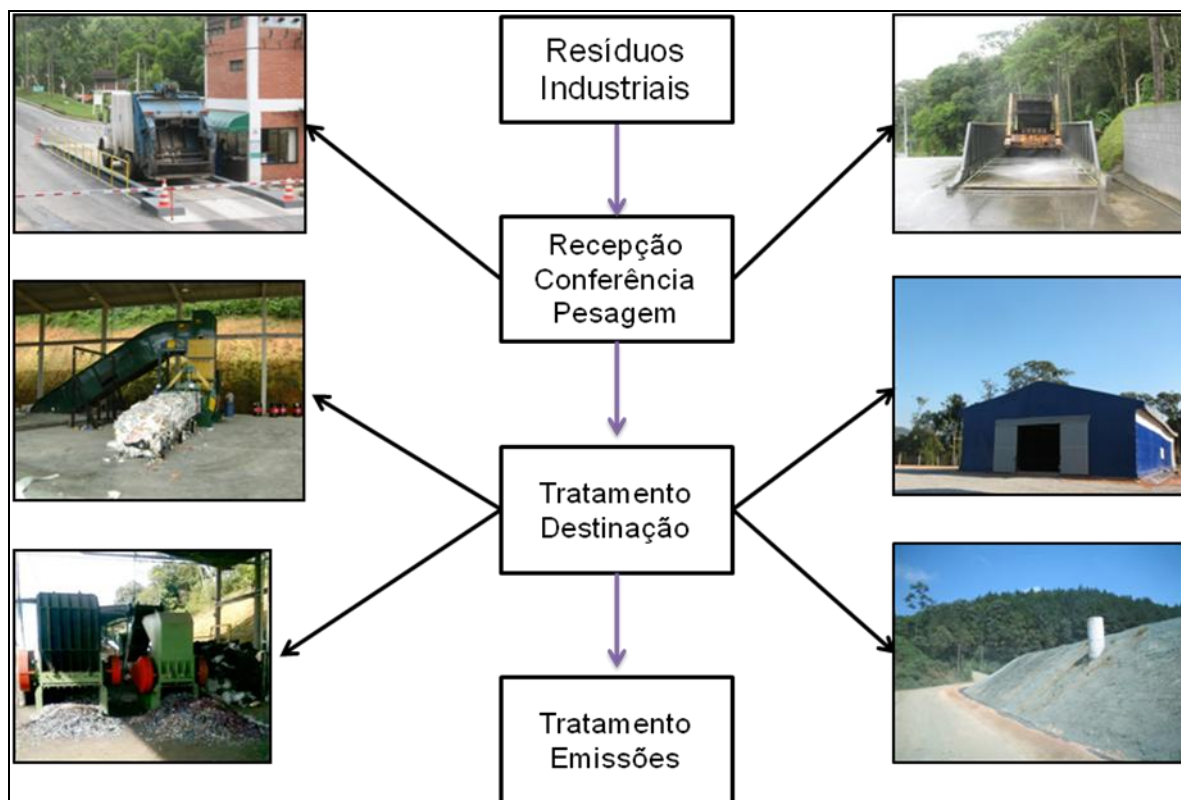 Resíduos
Industriais
Recepção
Conferência
Pesagem
Tratamento
Destinação
Tratamento
Emissões